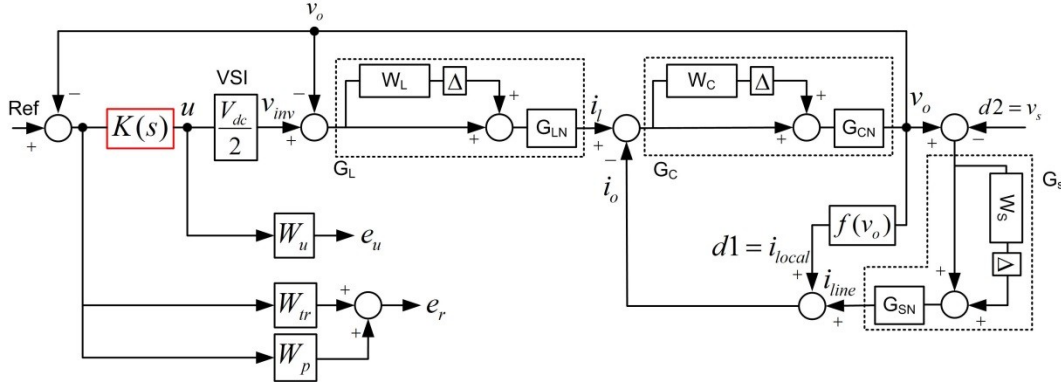 v_o
VSI
W_L
Δ
W_C
Δ
Ref
−
+
K(s)
u
V_dc
2
v_inv
−
+
+
+
G_LN
i_l
+
−
+
+
G_CN
v_o
+
−
d2 = v_s
G_L
i_o
G_C
G_s
W_S
f(v_o)
Δ
W_u
e_u
d1 = i_local
+
i_line
+
G_SN
+
+
W_tr
+
e_r
W_p
+